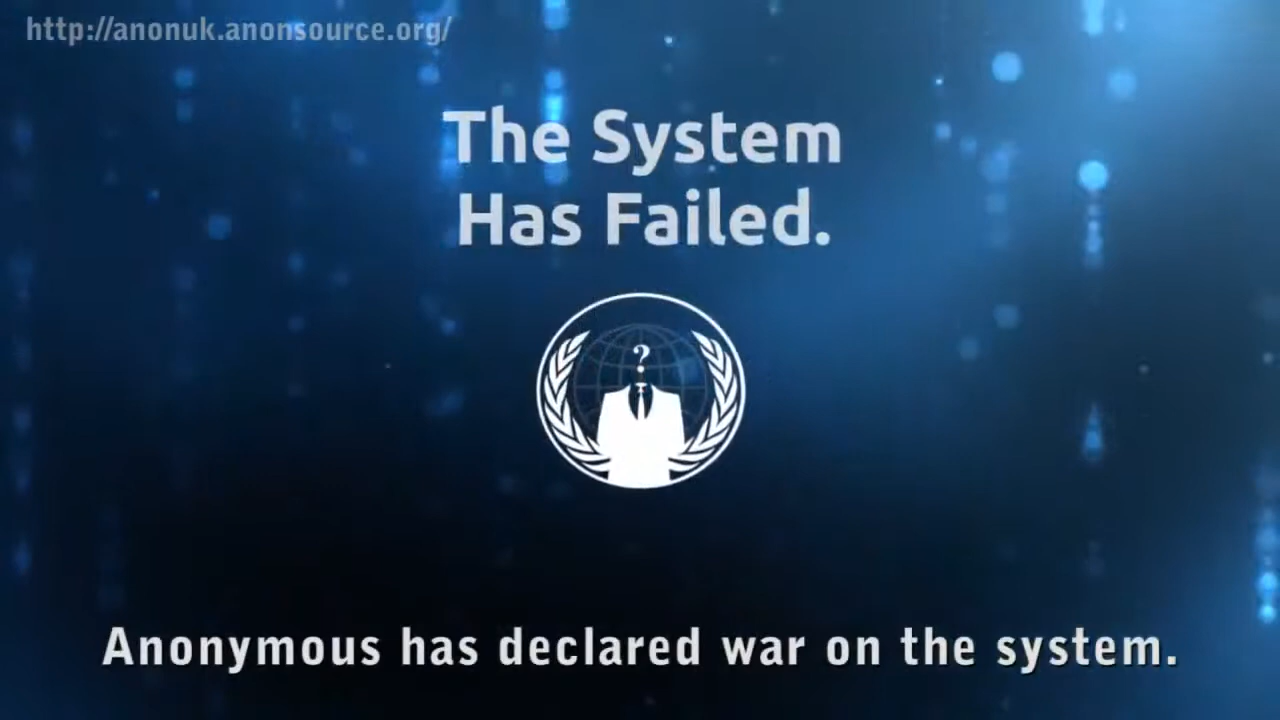 http://anonuk.anonsource.org/
The System
Has Failed.
?
Anonymous has declared war on the system.